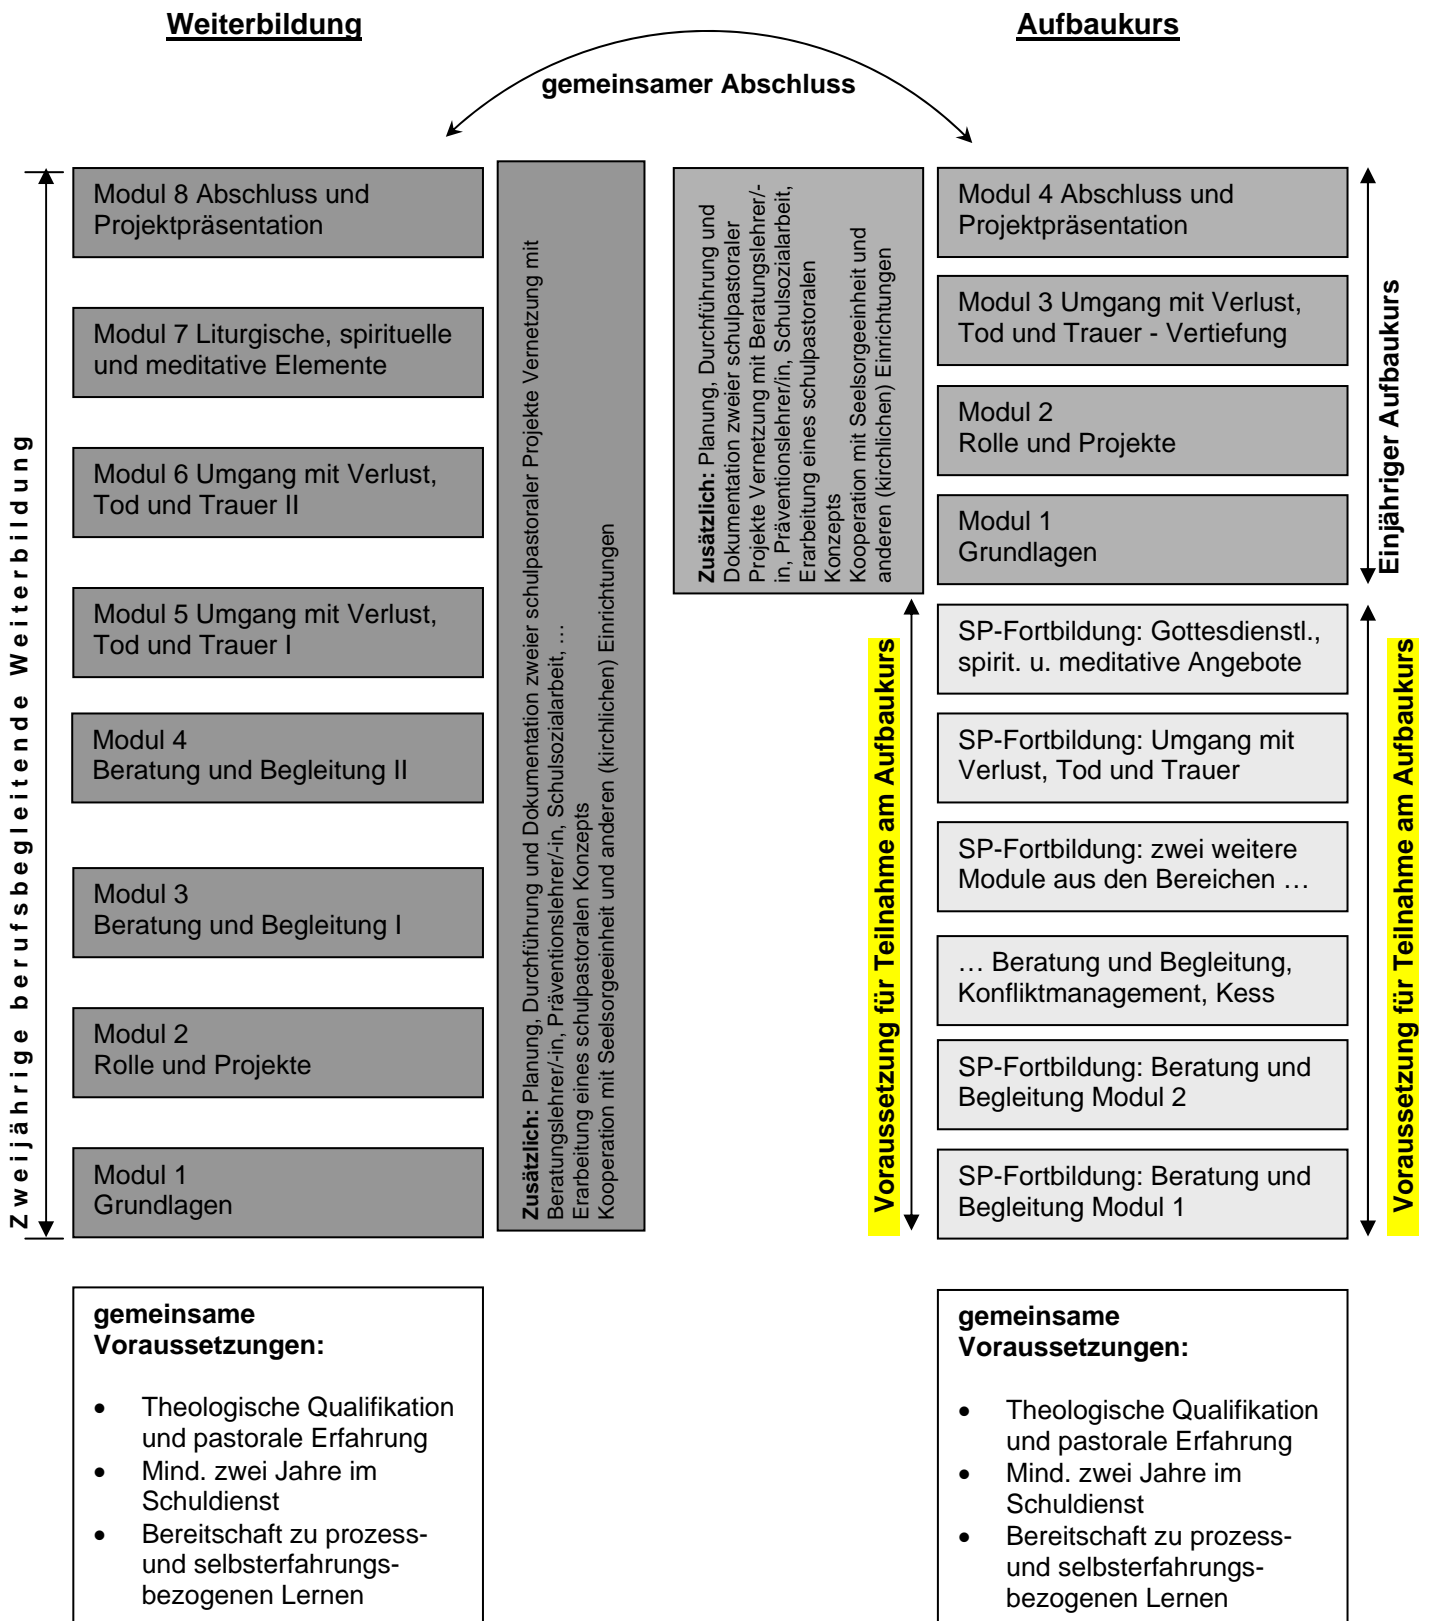 Weiterbildung
Aufbaukurs
gemeinsamer Abschluss
Zweijährige berufsbegleitende Weiterbildung
Modul 8 Abschluss und
Projektpräsentation
Modul 7 Liturgische, spirituelle
und meditative Elemente
Modul 6 Umgang mit Verlust,
Tod und Trauer II
Modul 5 Umgang mit Verlust,
Tod und Trauer I
Modul 4
Beratung und Begleitung II
Modul 3
Beratung und Begleitung I
Modul 2
Rolle und Projekte
Modul 1
Grundlagen
Zusätzlich: Planung, Durchführung und Dokumentation zweier schulpastoraler Projekte Vernetzung mit
Beratungslehrer/-in, Präventionslehrer/-in, Schulsozialarbeit, …
Erarbeitung eines schulpastoralen Konzepts
Kooperation mit Seelsorgeeinheit und anderen (kirchlichen) Einrichtungen
Zusätzlich: Planung, Durchführung und
Dokumentation zweier schulpastoraler
Projekte Vernetzung mit Beratungslehrer/-
in, Präventionslehrer/in, Schulsozialarbeit,
Erarbeitung eines schulpastoralen
Konzepts
Kooperation mit Seelsorgeeinheit und
anderen (kirchlichen) Einrichtungen
Modul 4 Abschluss und
Projektpräsentation
Modul 3 Umgang mit Verlust,
Tod und Trauer - Vertiefung
Modul 2
Rolle und Projekte
Modul 1
Grundlagen
Einjähriger Aufbaukurs
Voraussetzung für Teilnahme am Aufbaukurs
SP-Fortbildung: Gottesdienstl.,
spirit. u. meditative Angebote
SP-Fortbildung: Umgang mit
Verlust, Tod und Trauer
SP-Fortbildung: zwei weitere
Module aus den Bereichen …
… Beratung und Begleitung,
Konfliktmanagement, Kess
SP-Fortbildung: Beratung und
Begleitung Modul 2
SP-Fortbildung: Beratung und
Begleitung Modul 1
Voraussetzung für Teilnahme am Aufbaukurs
gemeinsame
Voraussetzungen:
• Theologische Qualifikation
und pastorale Erfahrung
• Mind. zwei Jahre im
Schuldienst
• Bereitschaft zu prozess-
und selbsterfahrungs-
bezogenen Lernen
gemeinsame
Voraussetzungen:
• Theologische Qualifikation
und pastorale Erfahrung
• Mind. zwei Jahre im
Schuldienst
• Bereitschaft zu prozess-
und selbsterfahrungs-
bezogenen Lernen